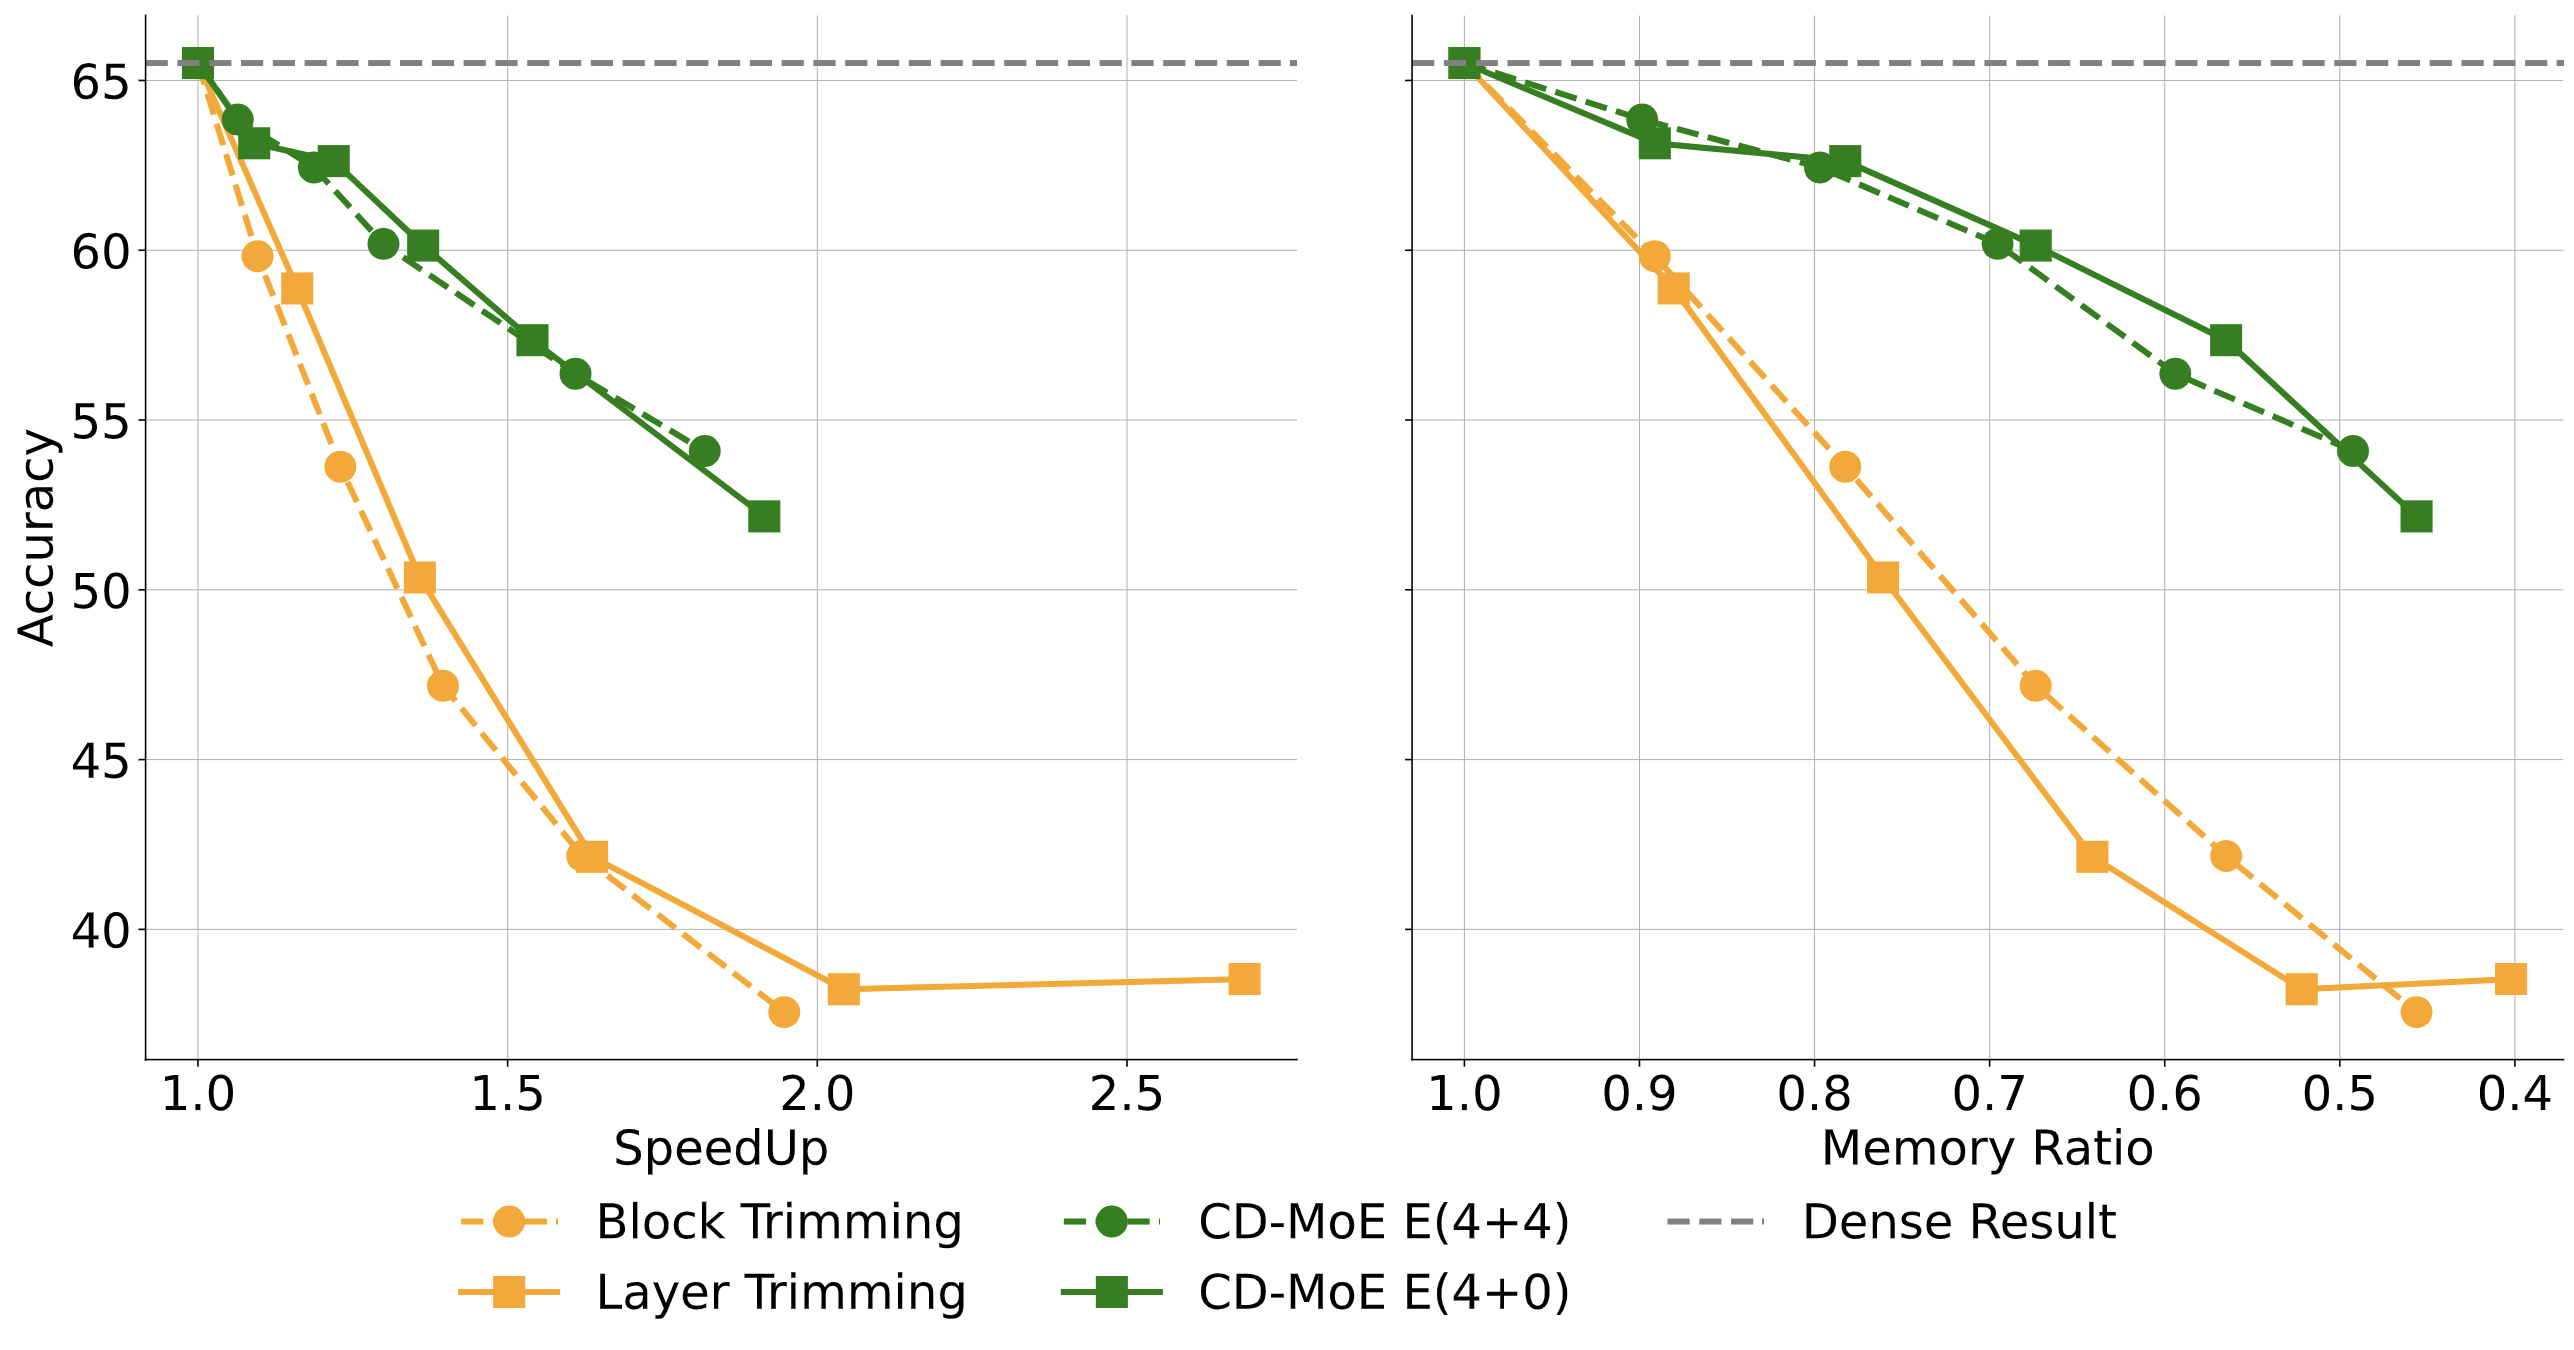 Accuracy
65
60
55
50
45
40
1.0 1.5 2.0 2.5
SpeedUp
1.0 0.9 0.8 0.7 0.6 0.5 0.4
Memory Ratio
Block Trimming
Layer Trimming
CD-MoE E(4+4)
CD-MoE E(4+0)
Dense Result